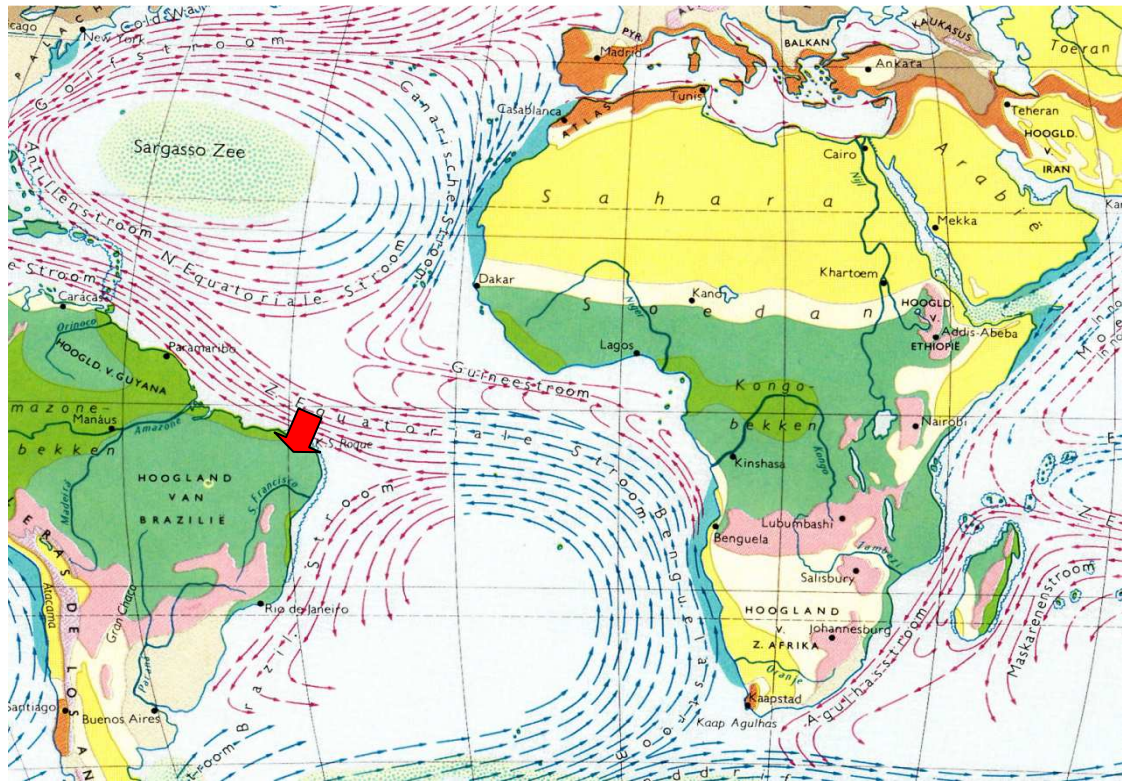 New York
Golfstroom
Sargasso Zee
Antillenstroom
N. Equatoriale Stroom
Canarische Stroom
e Stroom
Carácas
Orinoco
HOOGLD. V. GUYANA
Paramaribo
Manáus
Amazone
mazone-
bekken
HOOGLAND
VAN
BRAZILIË
Madeira
S. Francisco
K.S. Roque
Z. Equatoriale Stroom
Guineestroom
Atacama
Gran Chaco
Paraná
Rio de Janeiro
Brazil. Stroom
Santiago
Buenos Aires
PYR.
Madrid
BALKAN
KAUKASUS
Toeran
Ankara
Casablanca
ATLAS
Tunis
Teheran
HOOGLD.
V.
IRAN
Cairo
Nijl
Arabië
Sahara
Mekka
Dakar
Niger
Kano
Khartoem
Soedan
HOOGLD.
V.
ETHIOPIË
Addis-Abeba
Lagos
Kongo-
bekken
Nairobi
Kinshasa
Kongo
Lubumbashi
Benguela
Benguelastroom
Zambezi
Salisbury
HOOGLAND
V.
Z. AFRIKA
Johannesburg
Oranje
Kaapstad
Kaap Agulhas
Agulhasstroom
Maskarenenstroom